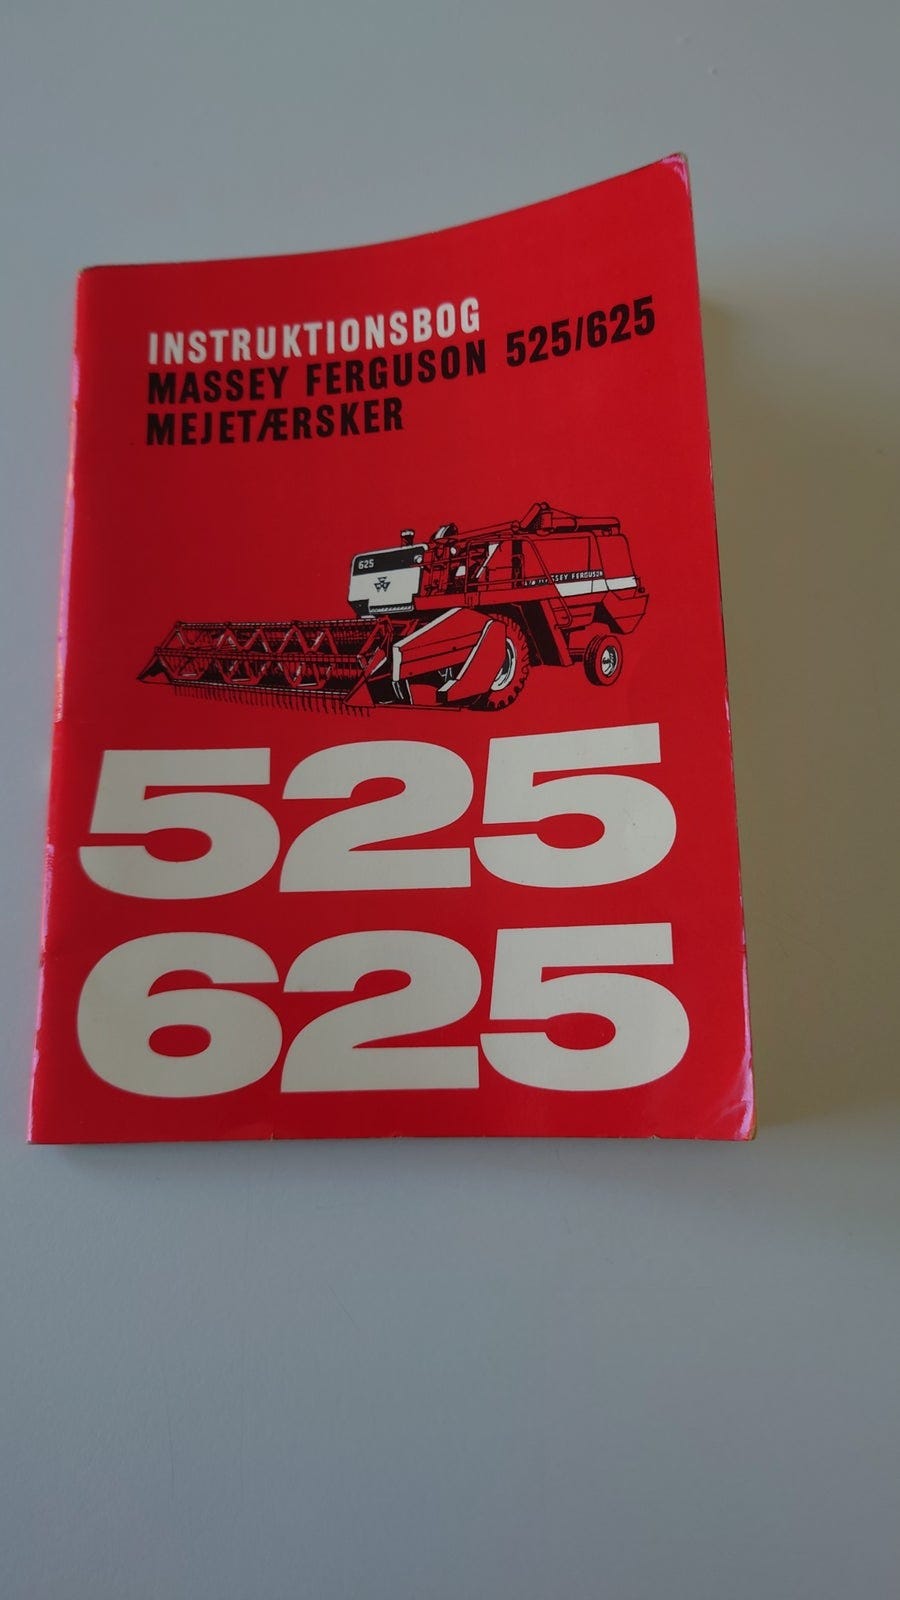 INSTRUKTIONSBOG
MASSEY FERGUSON 525/625
MEJETÆRSKER
625
MASSEY FERGUSON
525
625